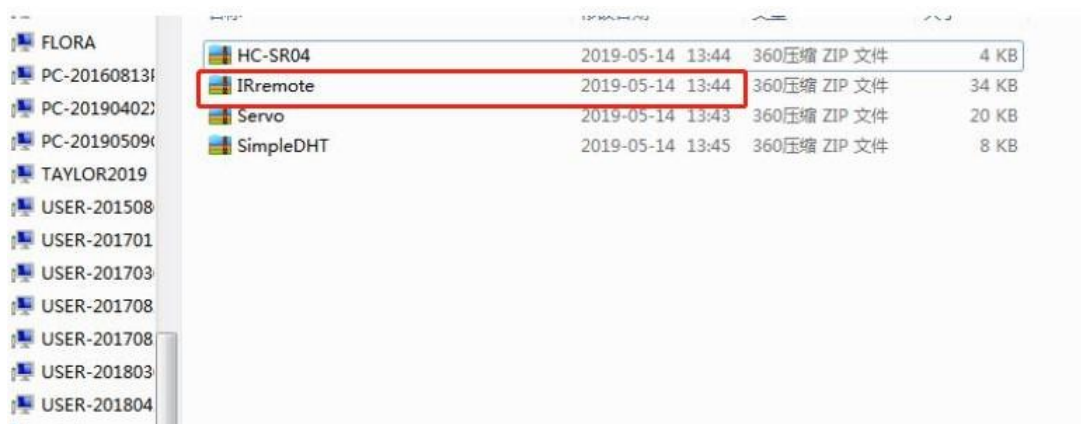 FLORA
PC-20160813
PC-20190402
PC-20190509
TAYLOR2019
USER-201508
USER-201701
USER-201703
USER-201708
USER-201708
USER-201803
USER-201804
HC-SR04 2019-05-14 13:44 360压缩 ZIP 文件 4 KB
IRremote 2019-05-14 13:44 360压缩 ZIP 文件 34 KB
Servo 2019-05-14 13:43 360压缩 ZIP 文件 20 KB
SimpleDHT 2019-05-14 13:45 360压缩 ZIP 文件 8 KB